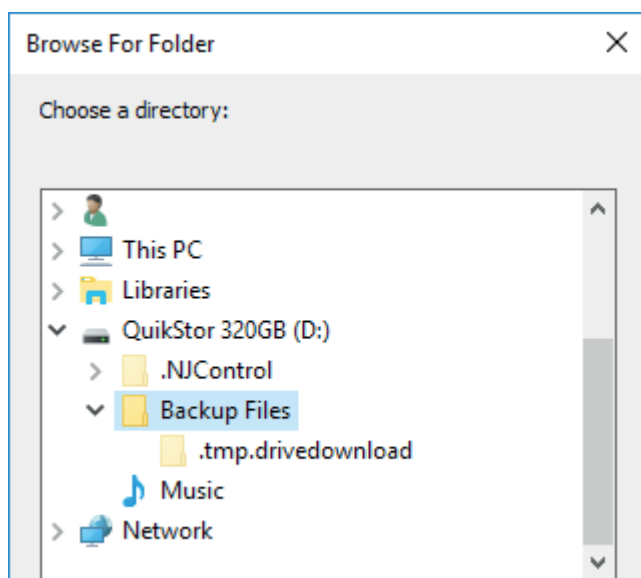 Browse For Folder
Choose a directory:
This PC
Libraries
QuikStor 320GB (D:)
.NJControl
Backup Files
.tmp.drivedownload
Music
Network